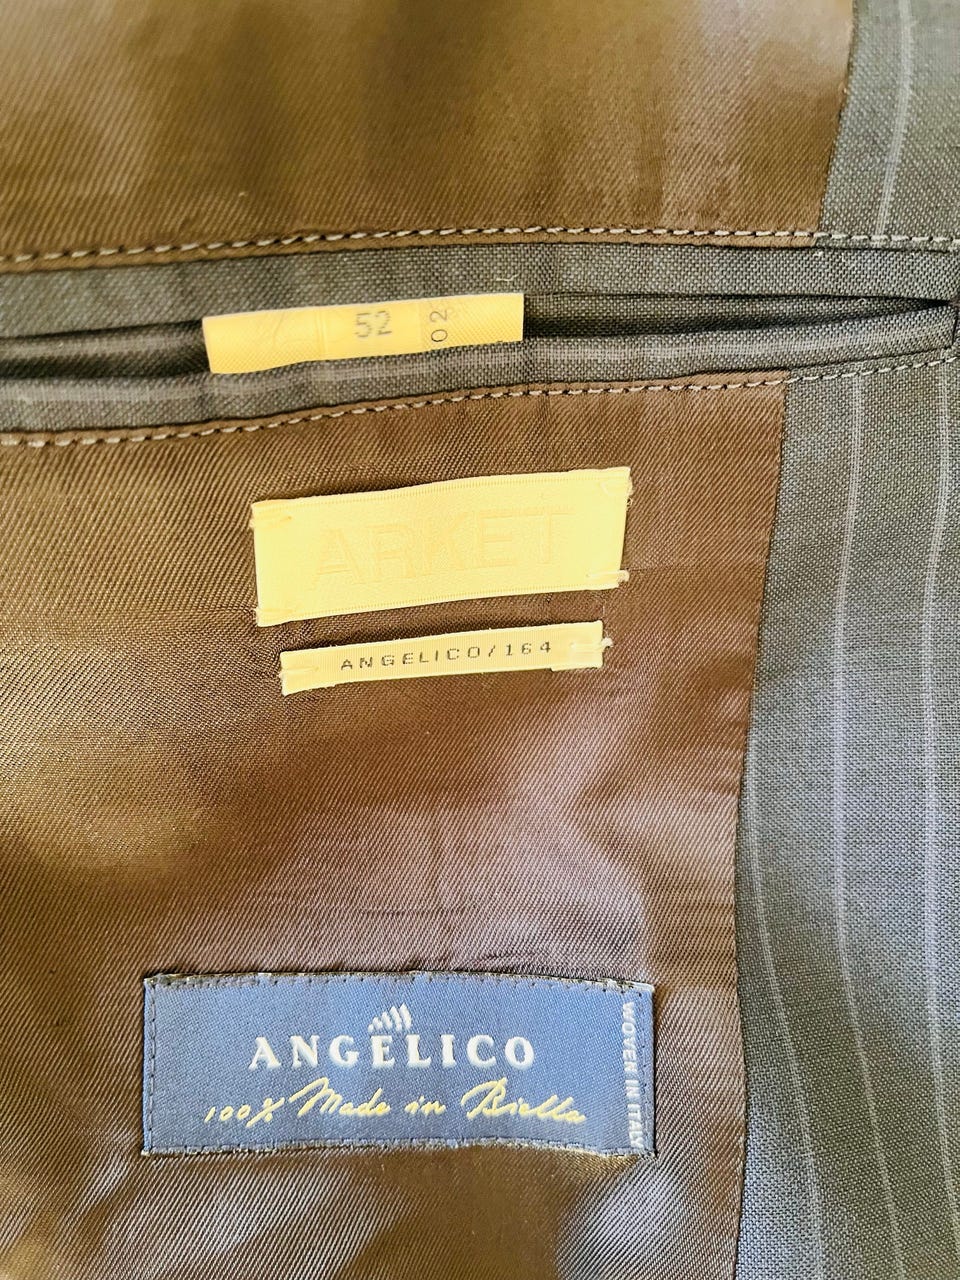 52
02
ARKET
ANGELICO/164
ANGELICO
100% Made in Biella
WOVEN IN ITALY